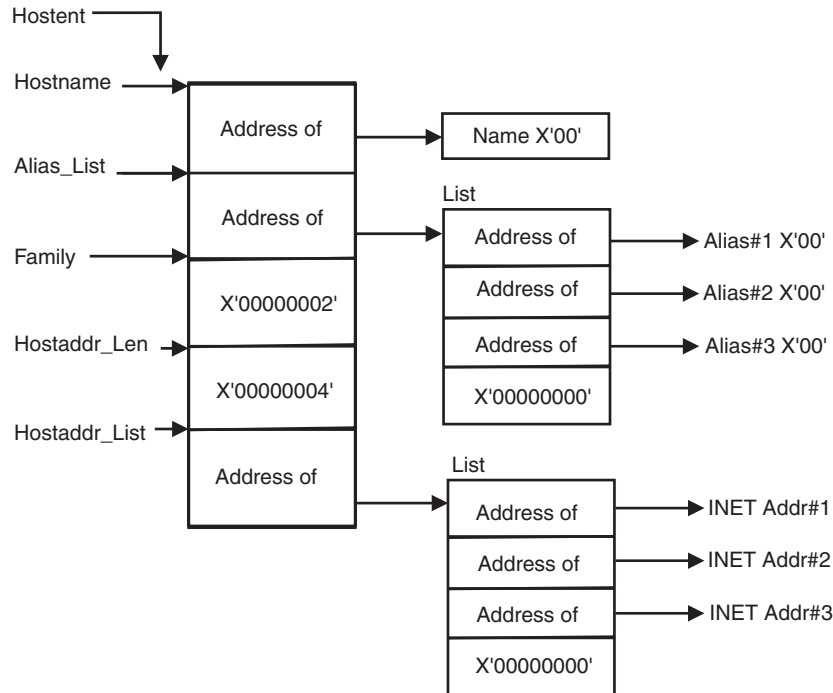 Hostent
Hostname
Address of
Name X'00'
Alias_List
List
Address of
Address of
Alias#1 X'00'
Family
Address of
Alias#2 X'00'
X'00000002'
Address of
Alias#3 X'00'
Hostaddr_Len
X'00000004'
X'00000000'
Hostaddr_List
List
Address of
Address of
INET Addr#1
Address of
INET Addr#2
Address of
INET Addr#3
X'00000000'